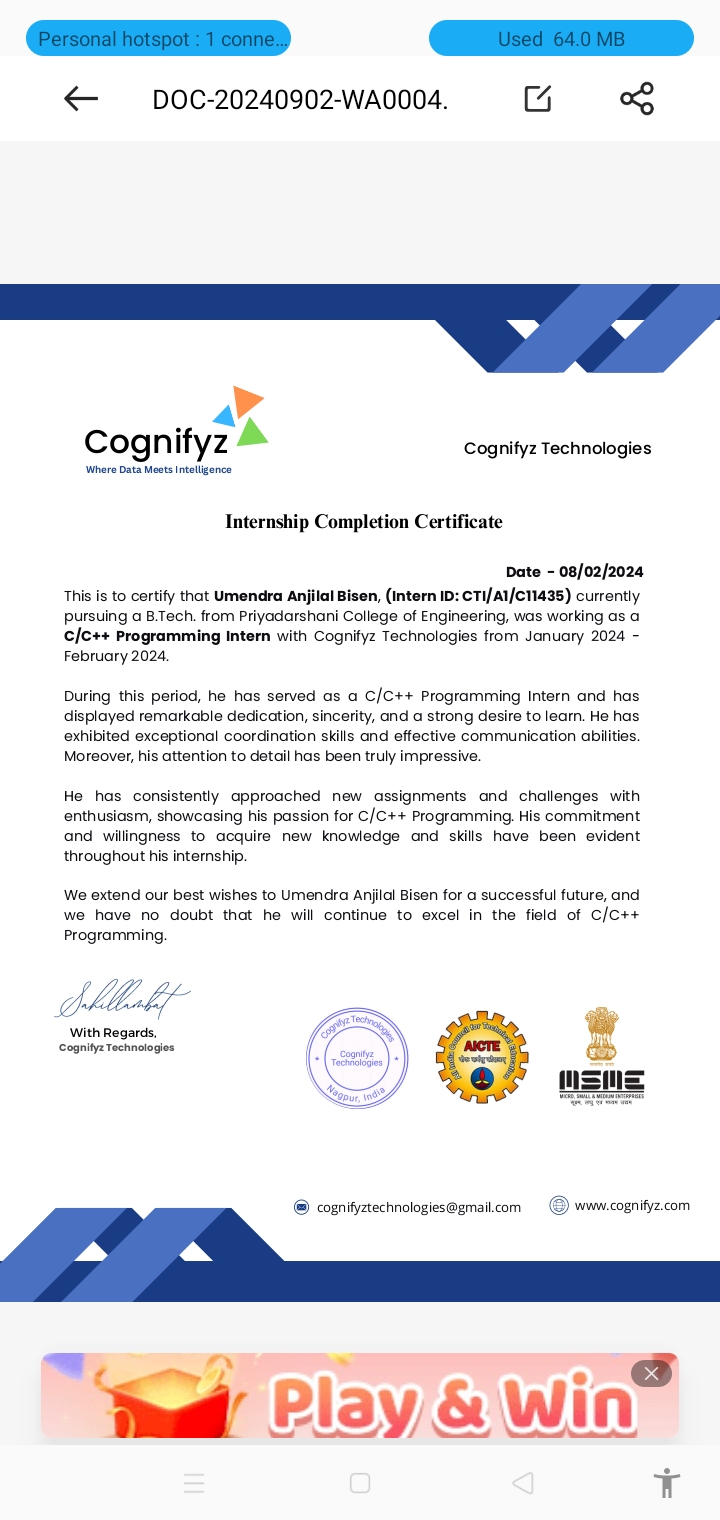 Personal hotspot : 1 conne...
Used 64.0 MB
DOC-20240902-WA0004.
Cognifyz
Where Data Meets Intelligence
Cognifyz Technologies
Internship Completion Certificate
Date - 08/02/2024
This is to certify that Umendra Anjilal Bisen, (Intern ID: CTI/A1/C11435) currently
pursuing a B.Tech. from Priyadarshani College of Engineering, was working as a
C/C++ Programming Intern with Cognifyz Technologies from January 2024 -
February 2024.
During this period, he has served as a C/C++ Programming Intern and has
displayed remarkable dedication, sincerity, and a strong desire to learn. He has
exhibited exceptional coordination skills and effective communication abilities.
Moreover, his attention to detail has been truly impressive.
He has consistently approached new assignments and challenges with
enthusiasm, showcasing his passion for C/C++ Programming. His commitment
and willingness to acquire new knowledge and skills have been evident
throughout his internship.
We extend our best wishes to Umendra Anjilal Bisen for a successful future, and
we have no doubt that he will continue to excel in the field of C/C++
Programming.
With Regards,
Cognifyz Technologies
Cognifyz Technologies
Cognifyz
Technologies
Nagpur, India
All India Council for Technical Education
AICTE
MSME
MICRO, SMALL & MEDIUM ENTERPRISES
सूक्ष्म, लघु एवं मध्यम उद्यम
cognifyztechnologies@gmail.com
www.cognifyz.com
Play & Win